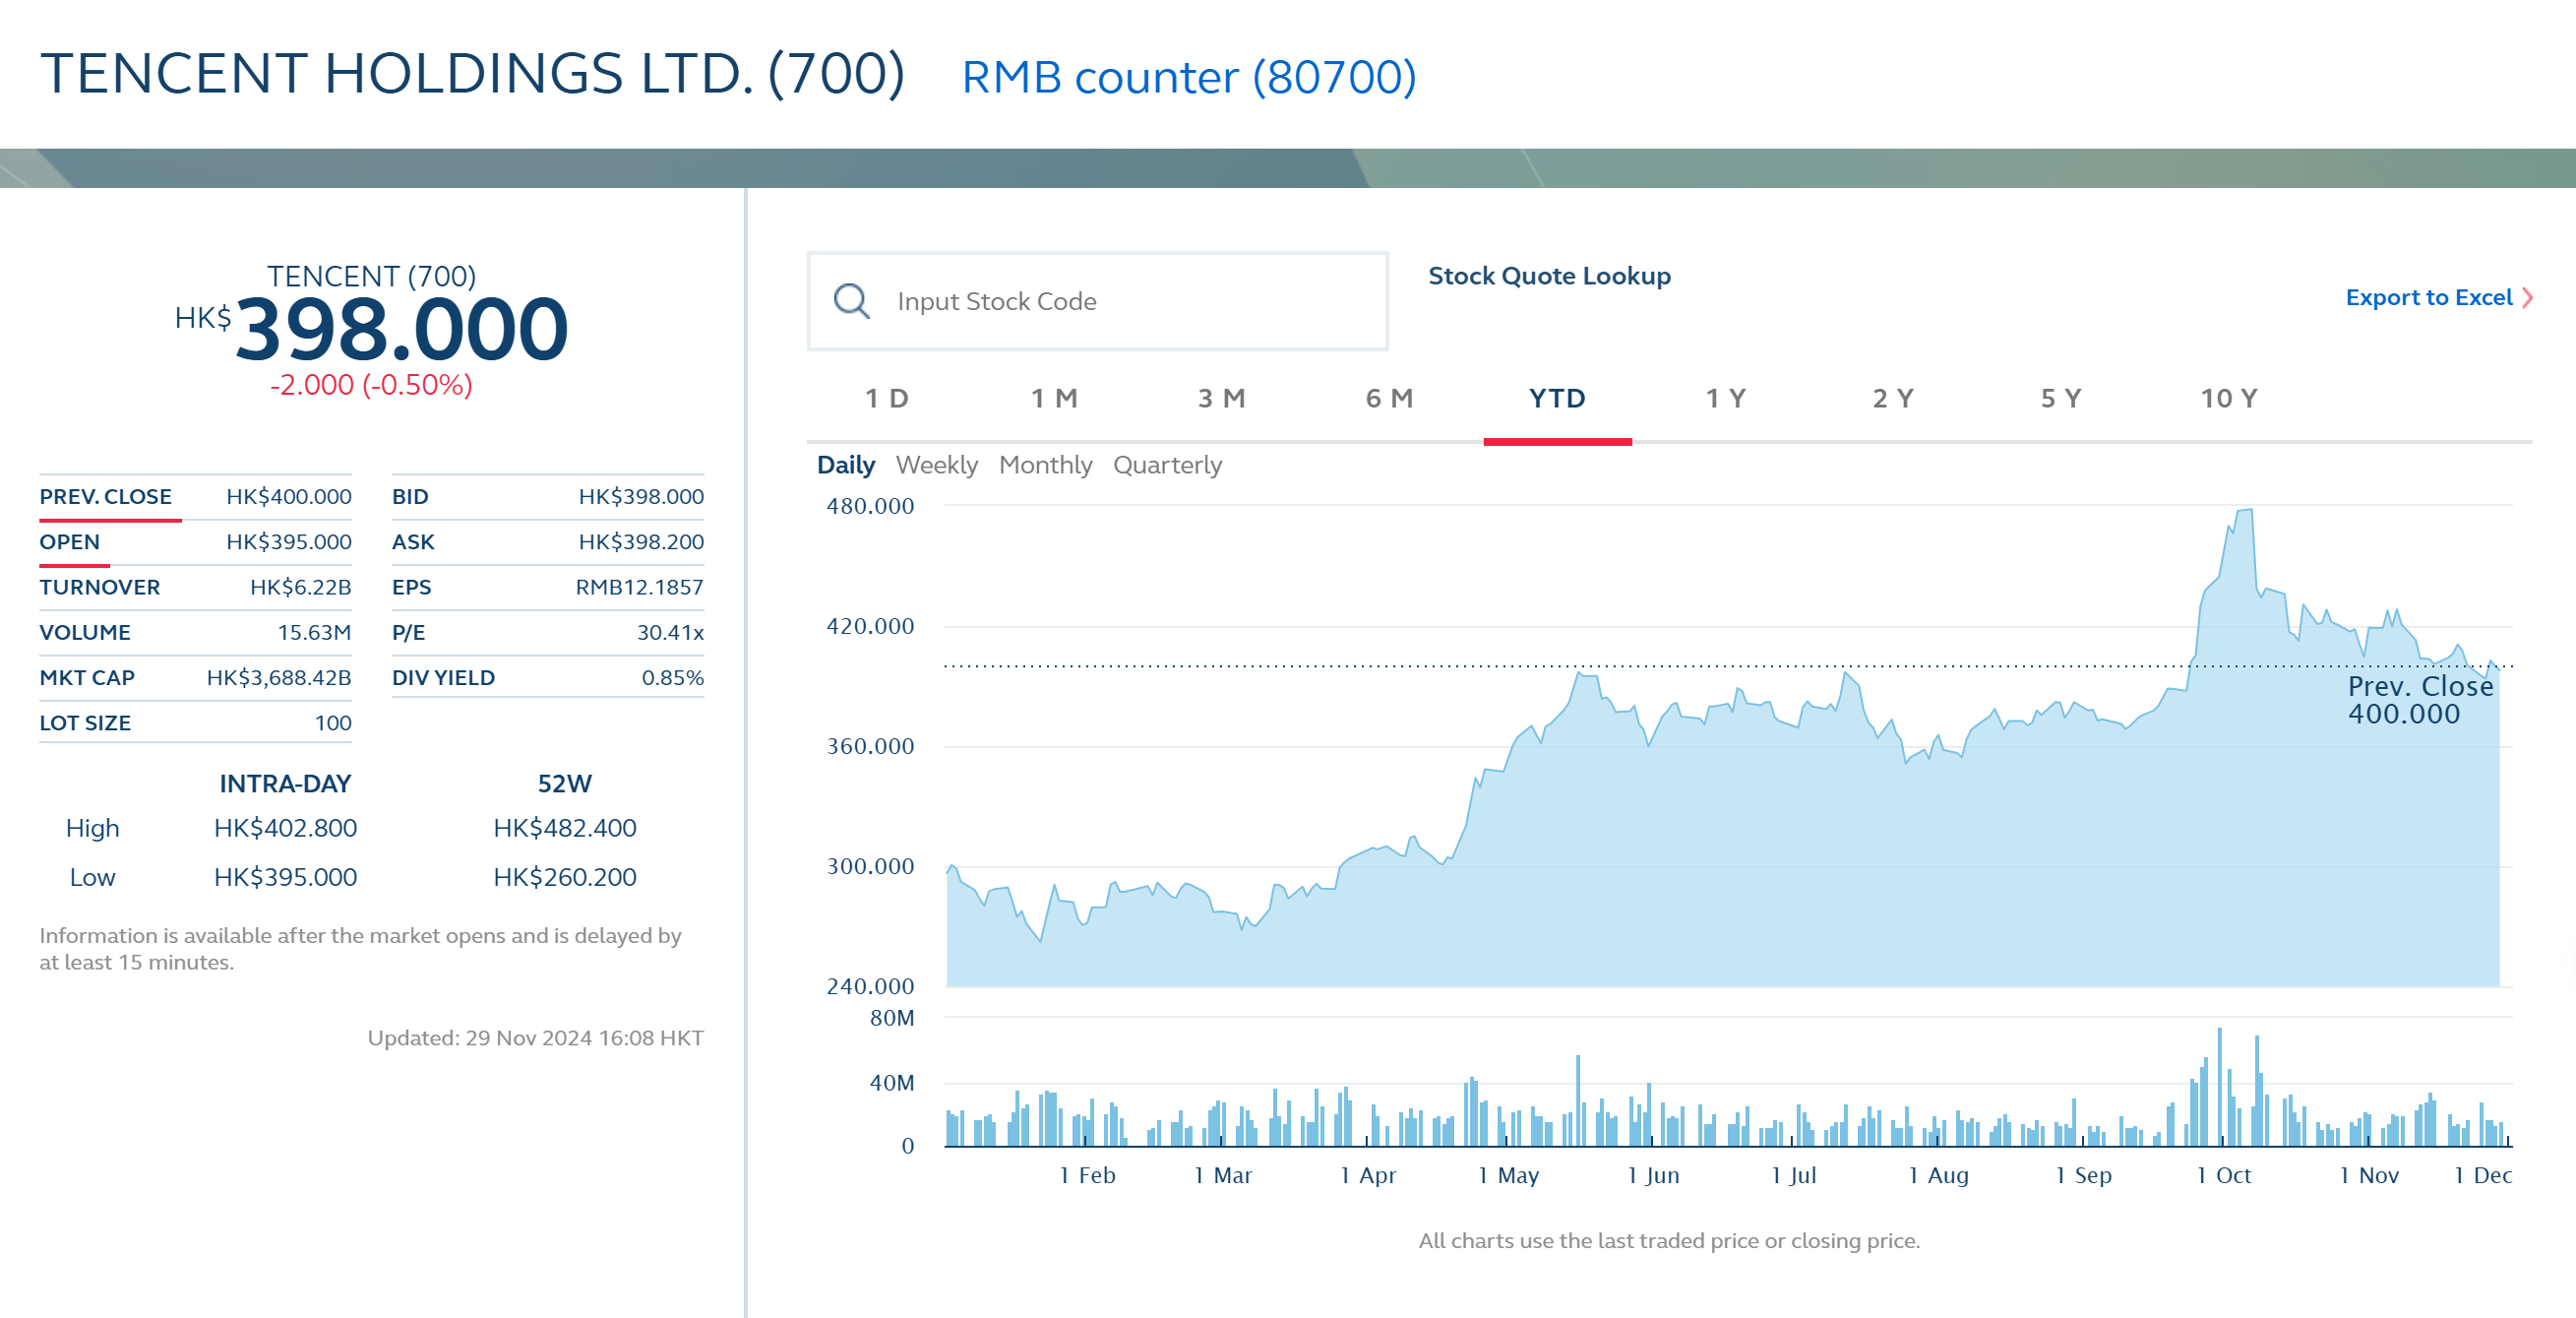 TENCENT HOLDINGS LTD. (700) RMB counter (80700)
TENCENT (700)
HK$398.000
-2.000 (-0.50%)
PREV. CLOSE HK$400.000
OPEN HK$395.000
TURNOVER HK$6.22B
VOLUME 15.63M
MKT CAP HK$3,688.42B
LOT SIZE 100
BID HK$398.000
ASK HK$398.200
EPS RMB12.1857
P/E 30.41x
DIV YIELD 0.85%
INTRA-DAY 52W
High HK$402.800 HK$482.400
Low HK$395.000 HK$260.200
Information is available after the market opens and is delayed by
at least 15 minutes.
Updated: 29 Nov 2024 16:08 HKT
Input Stock Code
Stock Quote Lookup
Export to Excel
1 D 1 M 3 M 6 M YTD 1 Y 2 Y 5 Y 10 Y
Daily Weekly Monthly Quarterly
480.000
420.000
360.000
300.000
240.000
Prev. Close
400.000
80M
40M
0
1 Feb 1 Mar 1 Apr 1 May 1 Jun 1 Jul 1 Aug 1 Sep 1 Oct 1 Nov 1 Dec
All charts use the last traded price or closing price.